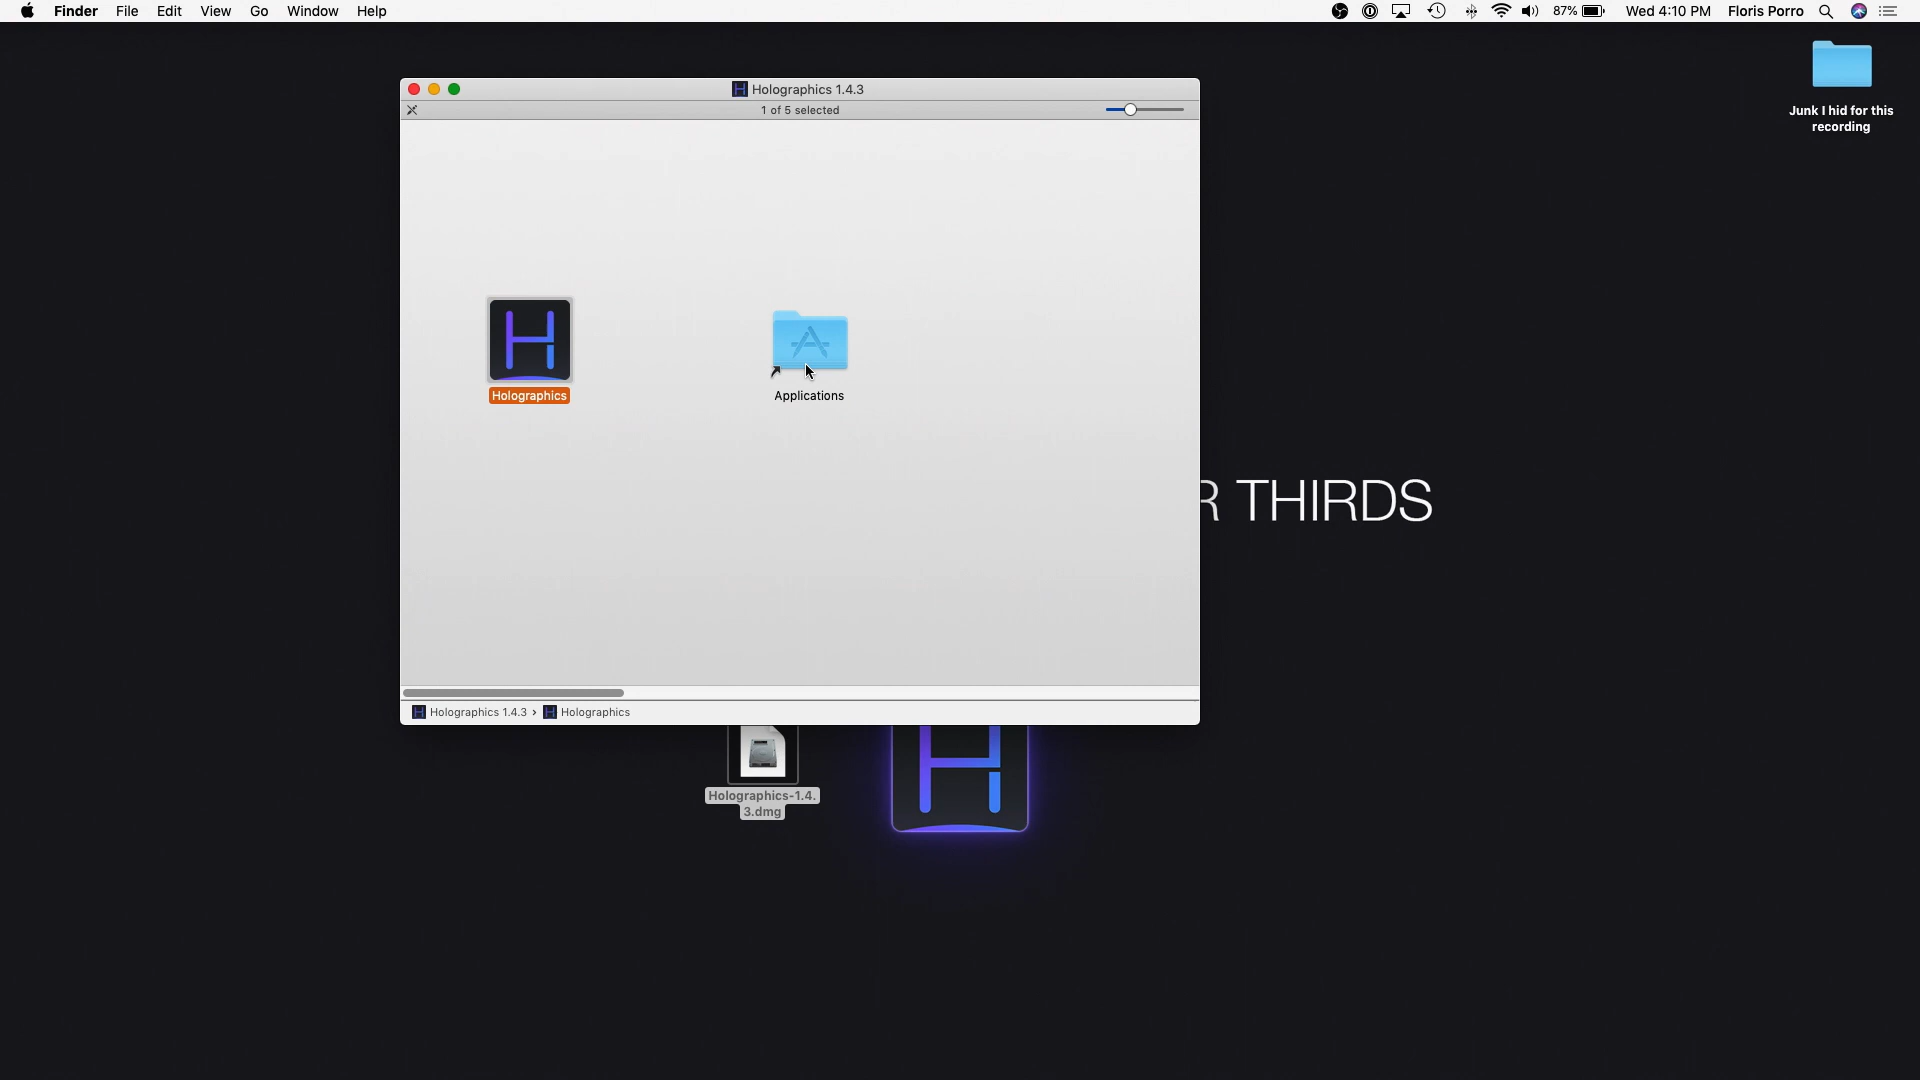 Finder File Edit View Go Window Help
87% Wed 4:10 PM Floris Porro
Holographics 1.4.3
1 of 5 selected
Holographics
Applications
Holographics 1.4.3 › Holographics
Junk I hid for this
recording
R THIRDS
Holographics-1.4.
3.dmg